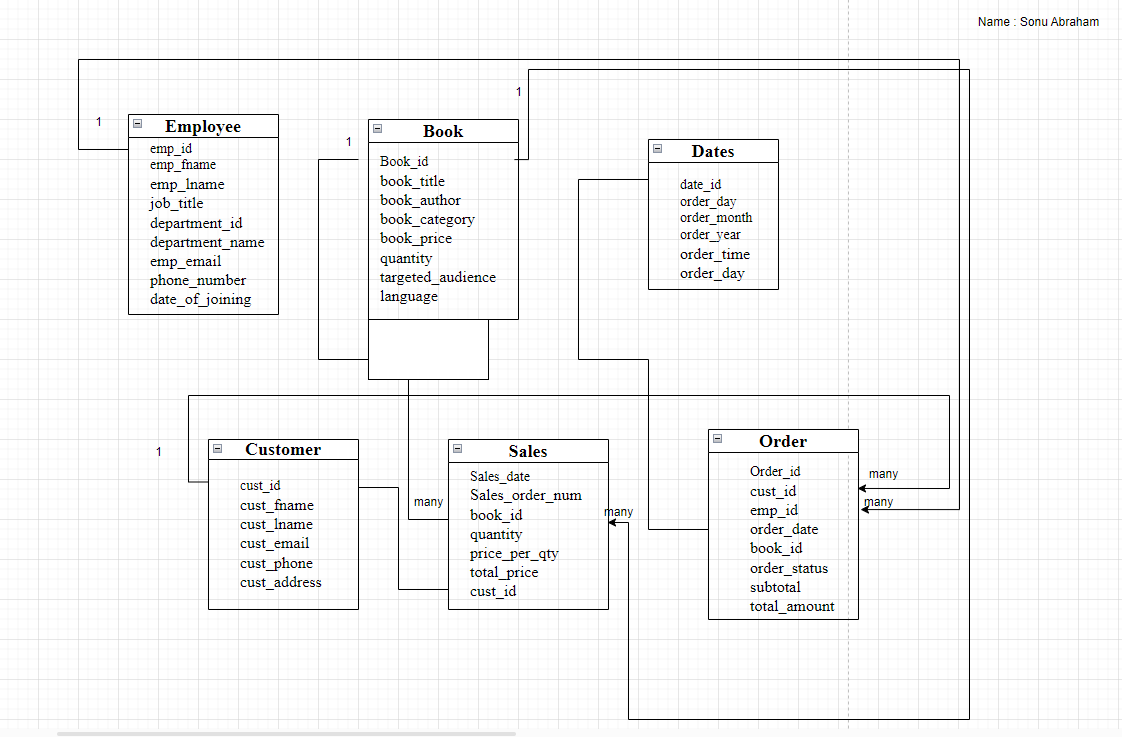 Name : Sonu Abraham
1
1
1
Employee
emp_id
emp_fname
emp_lname
job_title
department_id
department_name
emp_email
phone_number
date_of_joining
Book
Book_id
book_title
book_author
book_category
book_price
quantity
targeted_audience
language
Dates
date_id
order_day
order_month
order_year
order_time
order_day
1
Customer
cust_id
cust_fname
cust_lname
cust_email
cust_phone
cust_address
many
Sales
Sales_date
Sales_order_num
book_id
quantity
price_per_qty
total_price
cust_id
many
Order
Order_id
cust_id
emp_id
order_date
book_id
order_status
subtotal
total_amount
many
many